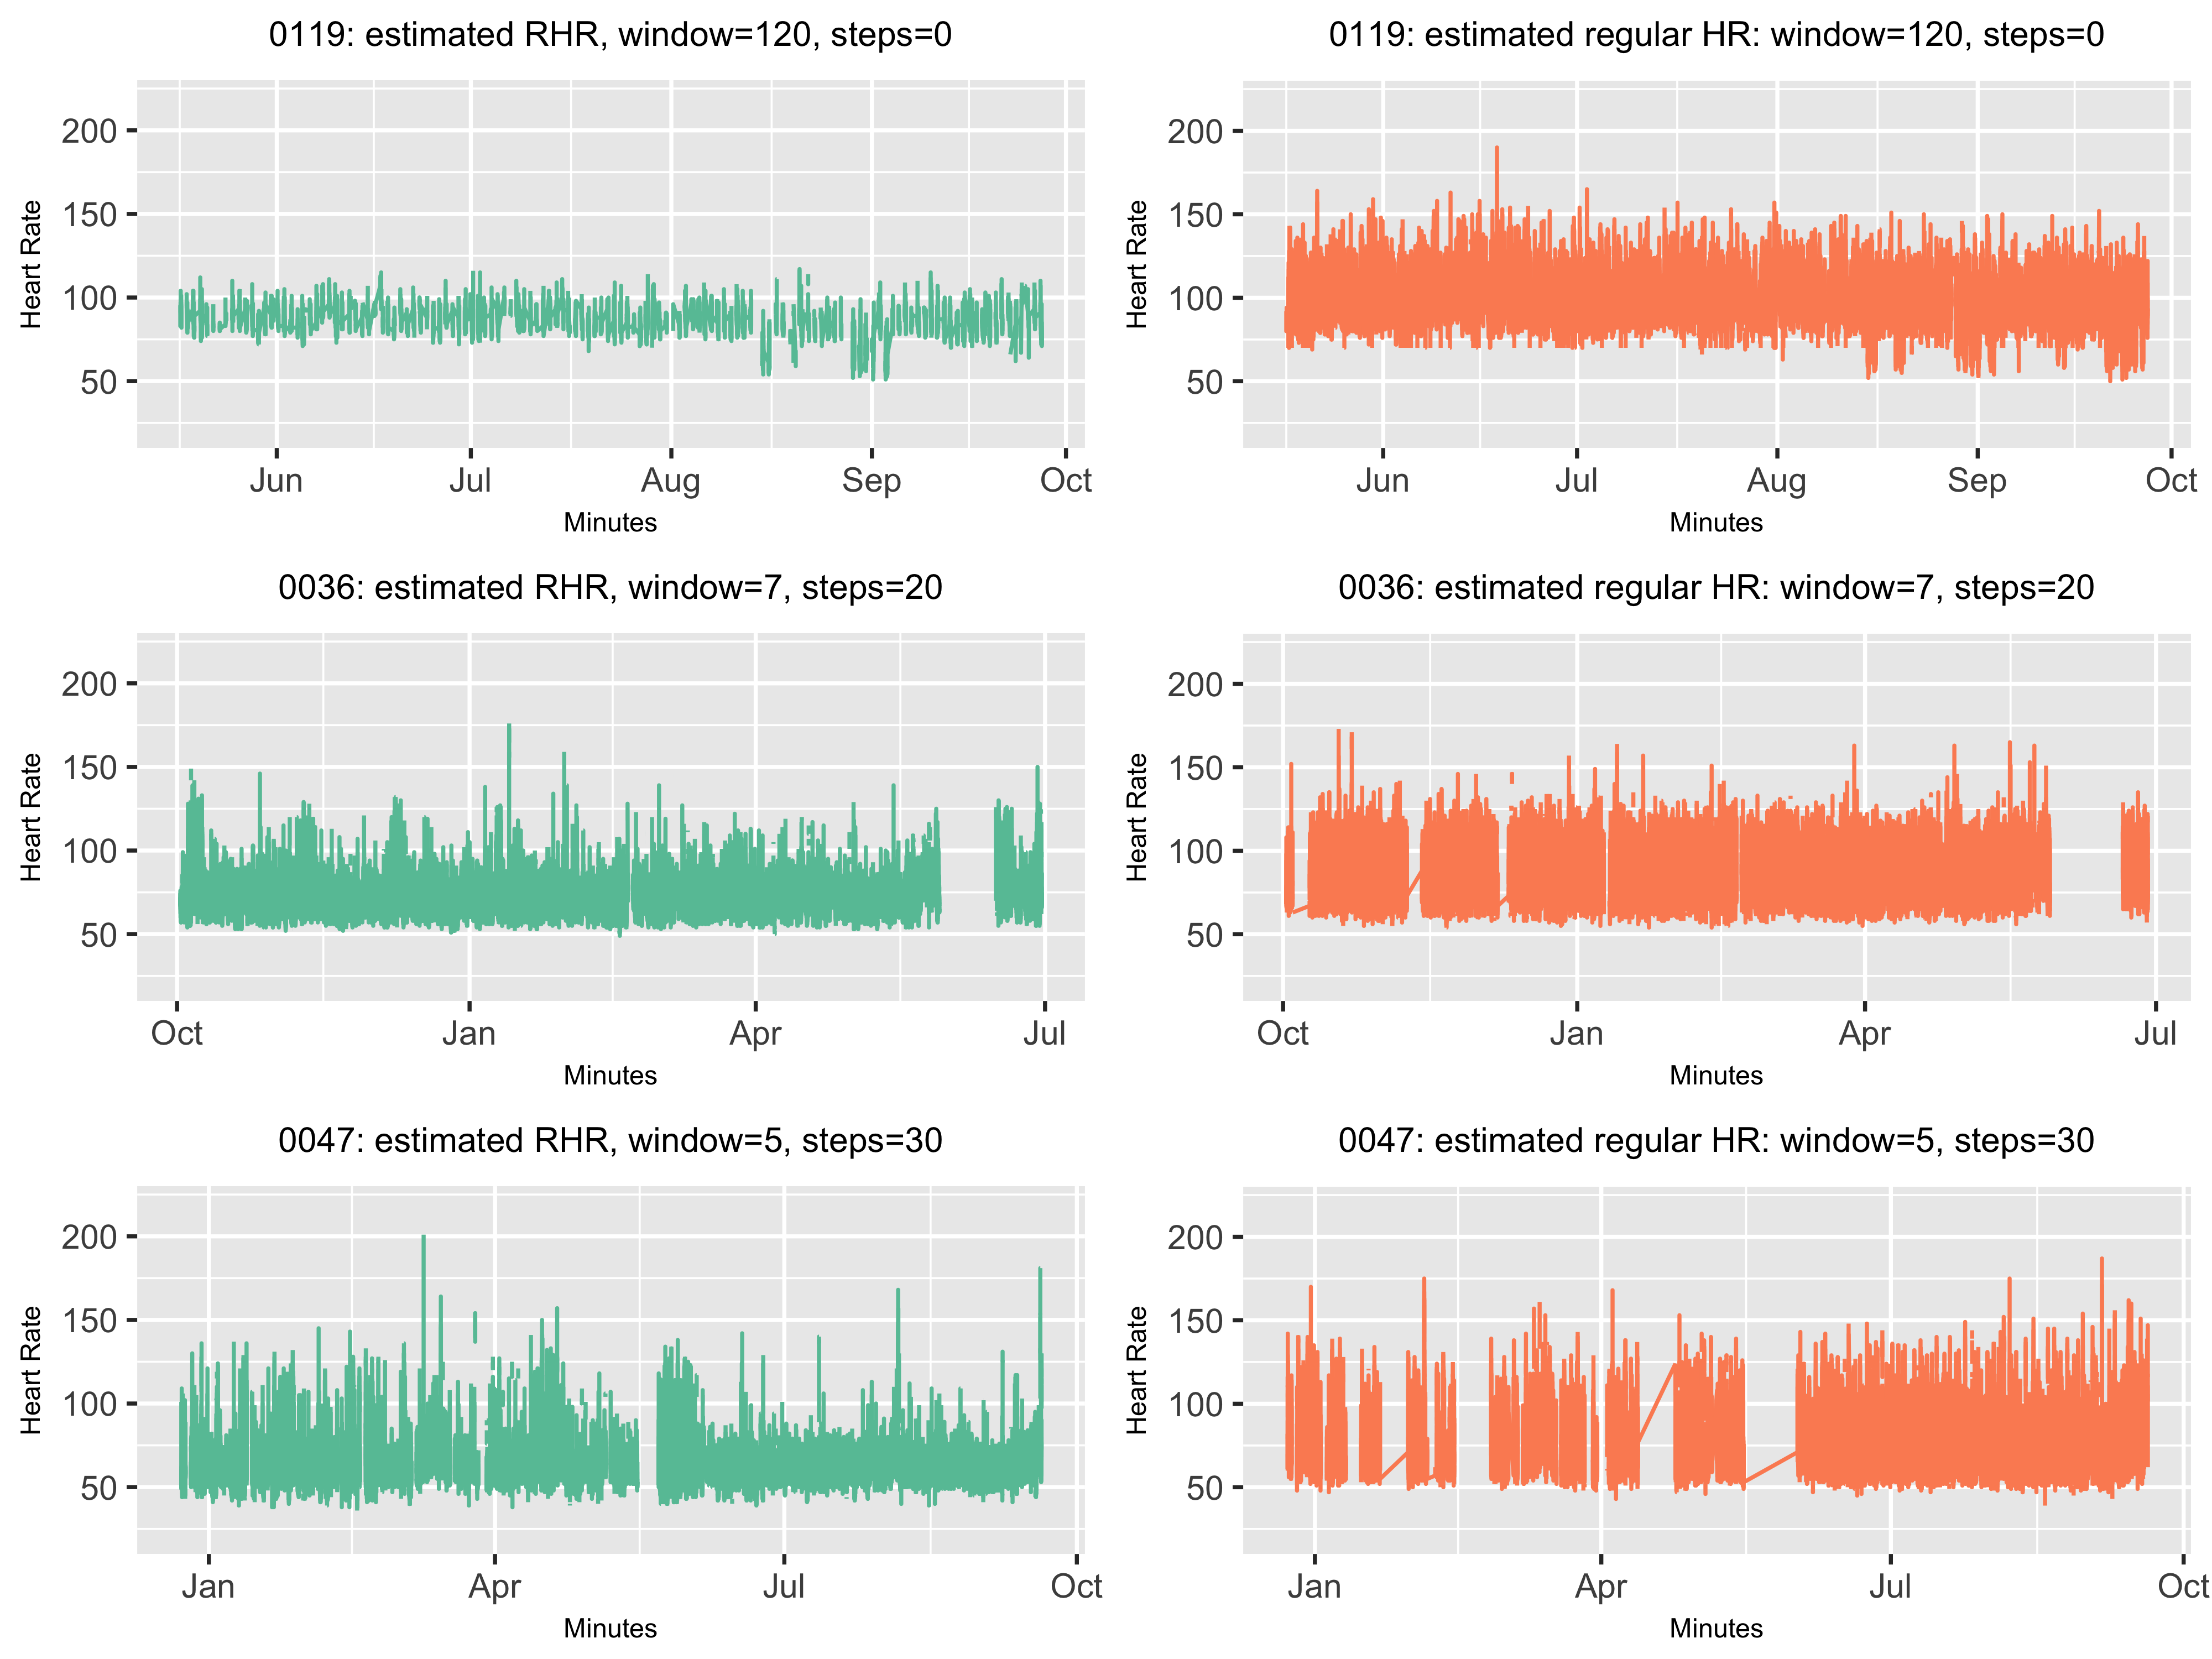 0119: estimated RHR, window=120, steps=0
Heart Rate
200
150
100
50
Jun Jul Aug Sep Oct
Minutes
0119: estimated regular HR: window=120, steps=0
Heart Rate
200
150
100
50
Jun Jul Aug Sep Oct
Minutes
0036: estimated RHR, window=7, steps=20
Heart Rate
200
150
100
50
Oct Jan Apr Jul
Minutes
0036: estimated regular HR: window=7, steps=20
Heart Rate
200
150
100
50
Oct Jan Apr Jul
Minutes
0047: estimated RHR, window=5, steps=30
Heart Rate
200
150
100
50
Jan Apr Jul Oct
Minutes
0047: estimated regular HR: window=5, steps=30
Heart Rate
200
150
100
50
Jan Apr Jul Oct
Minutes